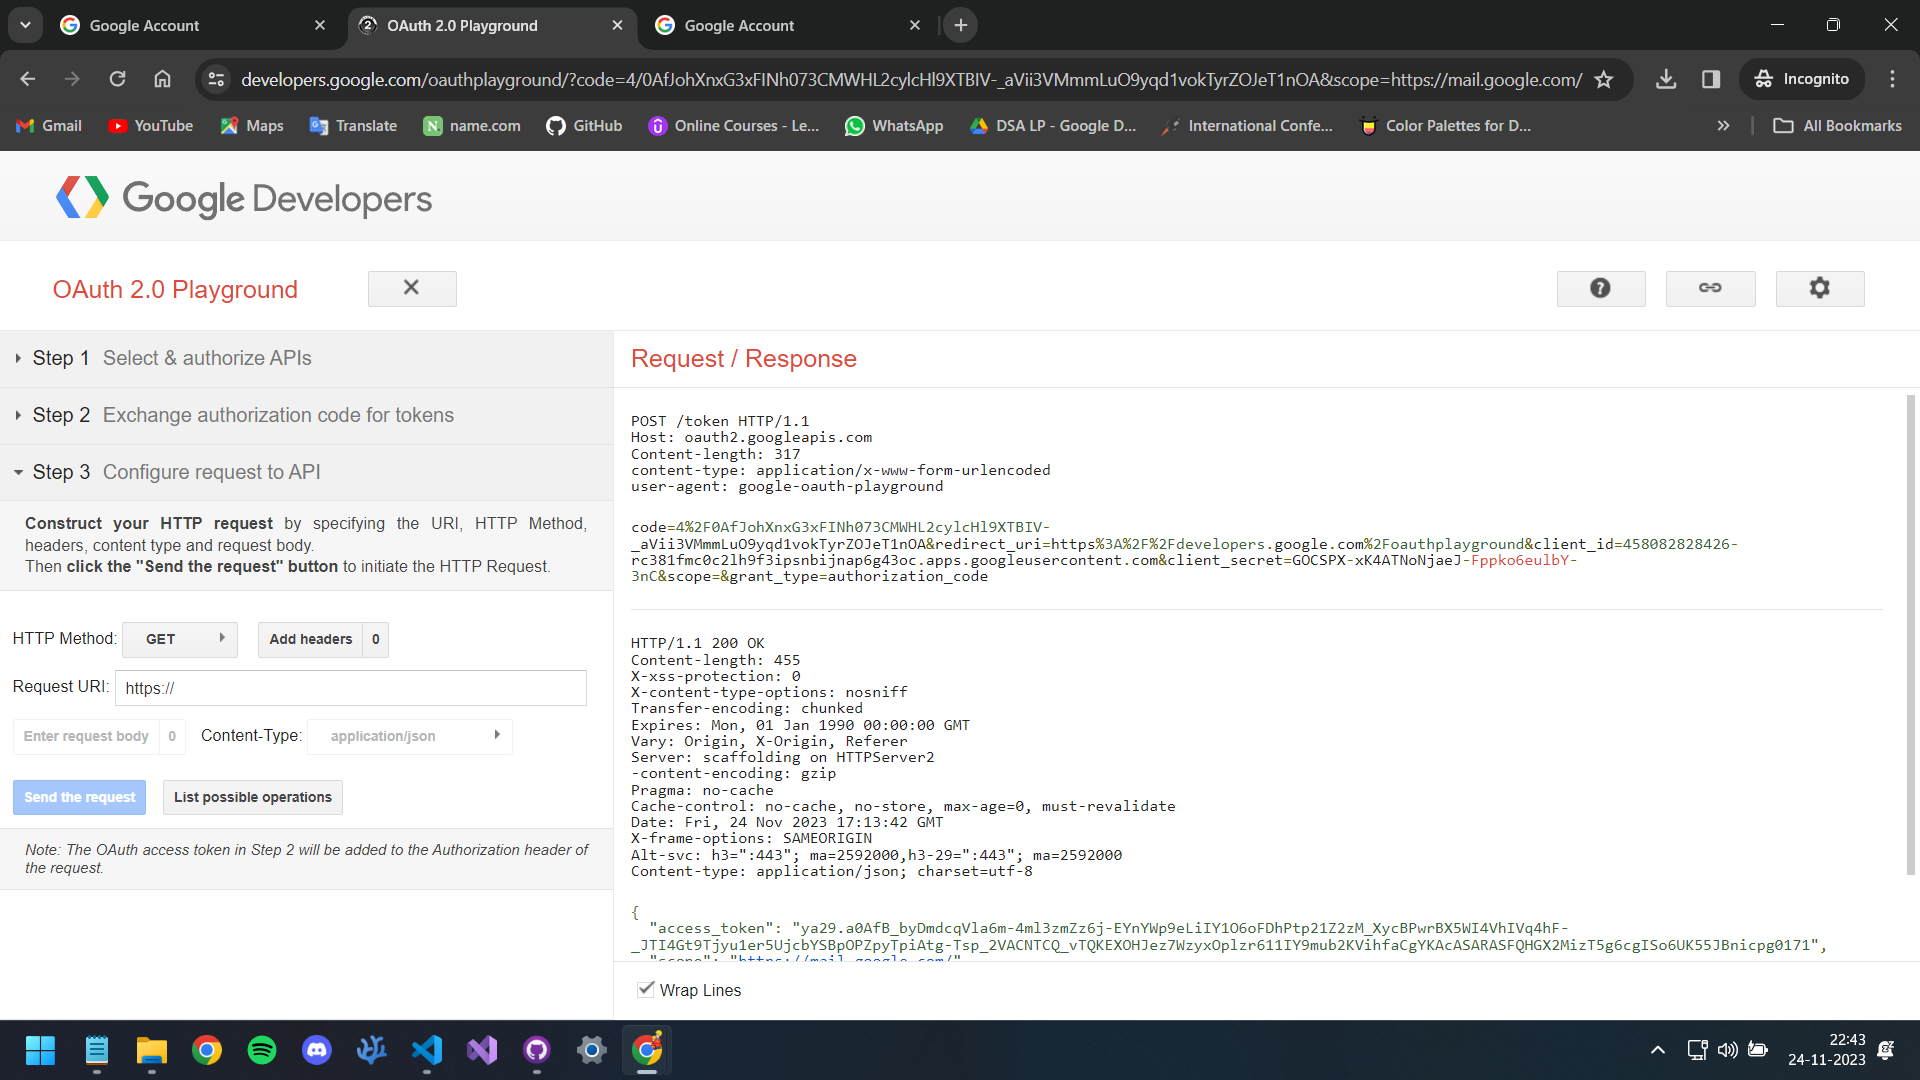 Google Account
OAuth 2.0 Playground
Google Account
developers.google.com/oauthplayground/?code=4/0AfJohXnxG3xFINh073CMWHL2cylcHl9XTBIV-_aVii3VMmmLuO9yqd1vokTyrZOJeT1nOA&scope=https://mail.google.com/
Incognito
Gmail
YouTube
Maps
Translate
name.com
GitHub
Online Courses - Le...
WhatsApp
DSA LP - Google D...
International Confe...
Color Palettes for D...
All Bookmarks
Google Developers
OAuth 2.0 Playground
Step 1 Select & authorize APIs
Step 2 Exchange authorization code for tokens
Step 3 Configure request to API
Construct your HTTP request by specifying the URI, HTTP Method,
headers, content type and request body.
Then click the "Send the request" button to initiate the HTTP Request.
HTTP Method: GET Add headers 0
Request URI: https://
Enter request body 0 Content-Type: application/json
Send the request List possible operations
Note: The OAuth access token in Step 2 will be added to the Authorization header of
the request.
Request / Response
POST /token HTTP/1.1
Host: oauth2.googleapis.com
Content-length: 317
content-type: application/x-www-form-urlencoded
user-agent: google-oauth-playground
code=4%2F0AfJohXnxG3xFINh073CMWHL2cylcHl9XTBIV-
_aVii3VMmmLuO9yqd1vokTyrZOJeT1nOA&redirect_uri=https%3A%2F%2Fdevelopers.google.com%2Foauthplayground&client_id=458082828426-
rc381fmc0c2lh9f3ipsnbijnap6g43oc.apps.googleusercontent.com&client_secret=GOCSPX-xK4ATNoNjaeJ-Fppko6eulbY-
3nC&scope=&grant_type=authorization_code
HTTP/1.1 200 OK
Content-length: 455
X-xss-protection: 0
X-content-type-options: nosniff
Transfer-encoding: chunked
Expires: Mon, 01 Jan 1990 00:00:00 GMT
Vary: Origin, X-Origin, Referer
Server: scaffolding on HTTPServer2
-content-encoding: gzip
Pragma: no-cache
Cache-control: no-cache, no-store, max-age=0, must-revalidate
Date: Fri, 24 Nov 2023 17:13:42 GMT
X-frame-options: SAMEORIGIN
Alt-svc: h3=":443"; ma=2592000,h3-29=":443"; ma=2592000
Content-type: application/json; charset=utf-8
{
"access_token": "ya29.a0AfB_byDmdcqVla6m-4ml3zmZz6j-EYnYWp9eLiIY1O6oFDhPtp21Z2zM_XycBPwrBX5WI4VhIVq4hF-
_JTI4Gt9Tjyu1er5UjcbYSBpOPZpyTpiAtg-Tsp_2VACNTCQ_vTQKEXOHJez7WzyxOplzr611IY9mub2KVihfaCgYKAcASARASFQHGX2MizT5g6cgISo6UK55JBnicpg0171",
"scope": "https://mail.google.com/"
Wrap Lines
22:43
24-11-2023